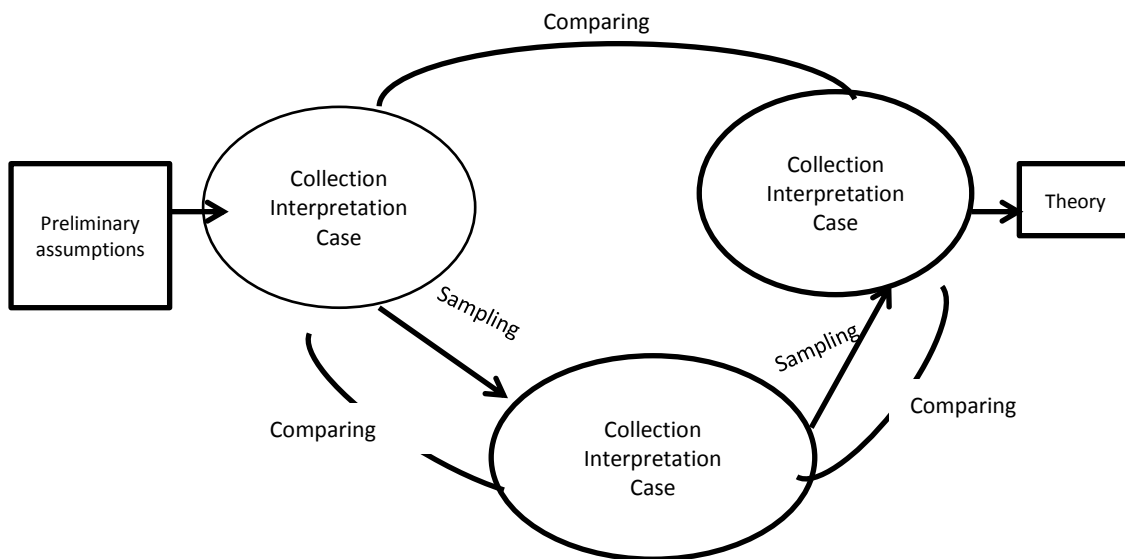 Comparing
Preliminary
assumptions
Collection
Interpretation
Case
Collection
Interpretation
Case
Theory
Sampling
Sampling
Comparing
Comparing
Collection
Interpretation
Case